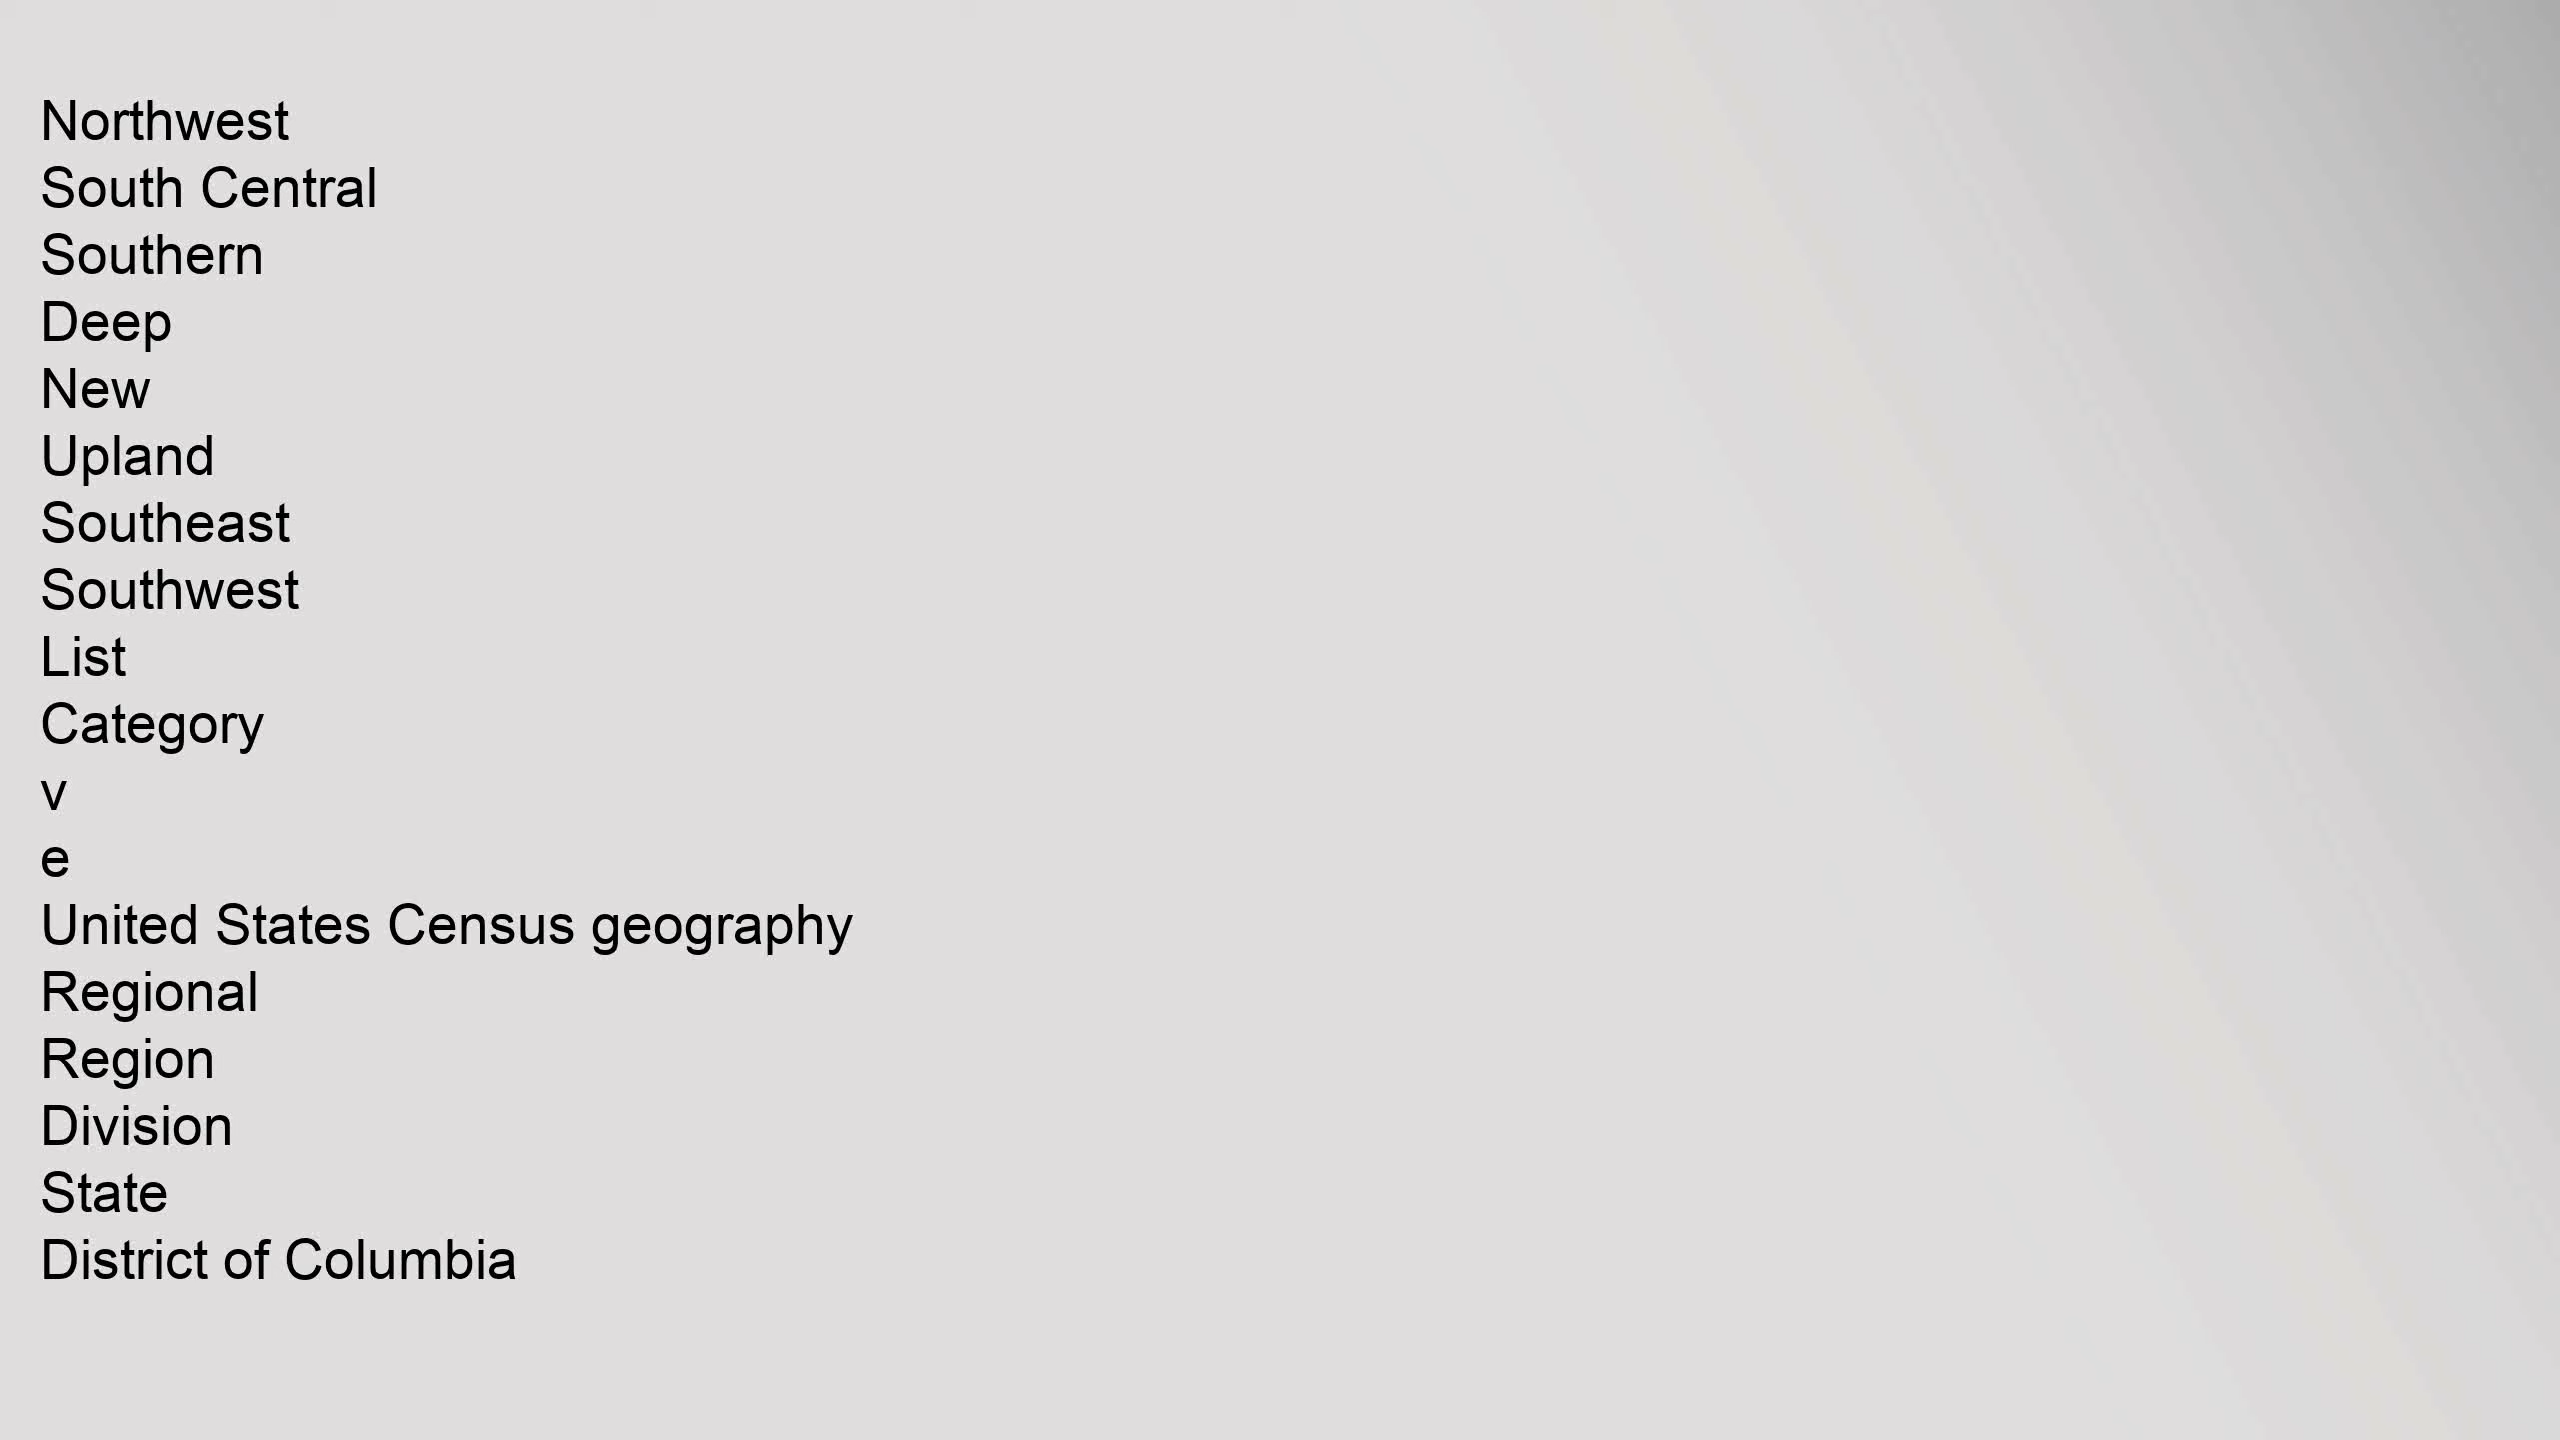 Northwest
South Central
Southern
Deep
New
Upland
Southeast
Southwest
List
Category
v
e
United States Census geography
Regional
Region
Division
State
District of Columbia